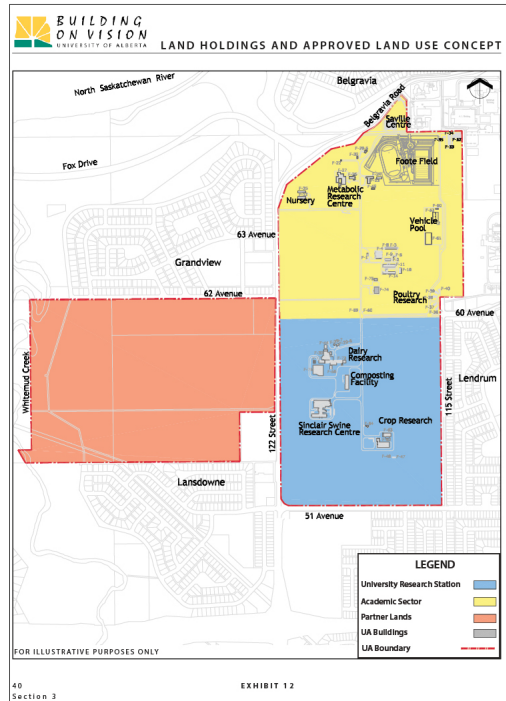 BUILDING
ON VISION
UNIVERSITY OF ALBERTA
LAND HOLDINGS AND APPROVED LAND USE CONCEPT
North Saskatchewan River
Belgravia
Belgravia Road
Saville
Centre
Fox Drive
Foote Field
Metabolic
Research
Centre
Nursery
Vehicle
Pool
63 Avenue
Grandview
62 Avenue
Poultry
Research
60 Avenue
Whitemud Creek
Dairy
Research
Composting
Facility
Lendrum
115 Street
122 Street
Sinclair Swine
Research Centre
Crop Research
Lansdowne
51 Avenue
LEGEND
University Research Station
Academic Sector
Partner Lands
UA Buildings
UA Boundary
FOR ILLUSTRATIVE PURPOSES ONLY
40
Section 3
EXHIBIT 12